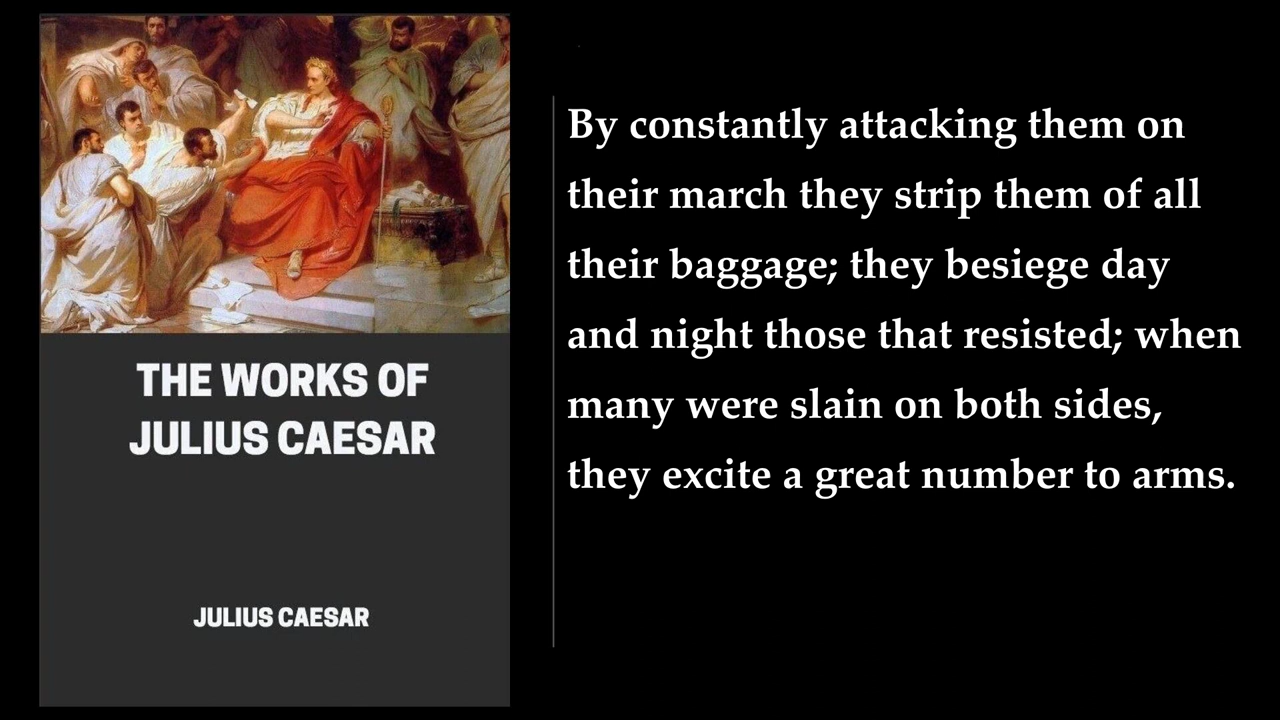 THE WORKS OF
JULIUS CAESAR
JULIUS CAESAR
By constantly attacking them on
their march they strip them of all
their baggage; they besiege day
and night those that resisted; when
many were slain on both sides,
they excite a great number to arms.